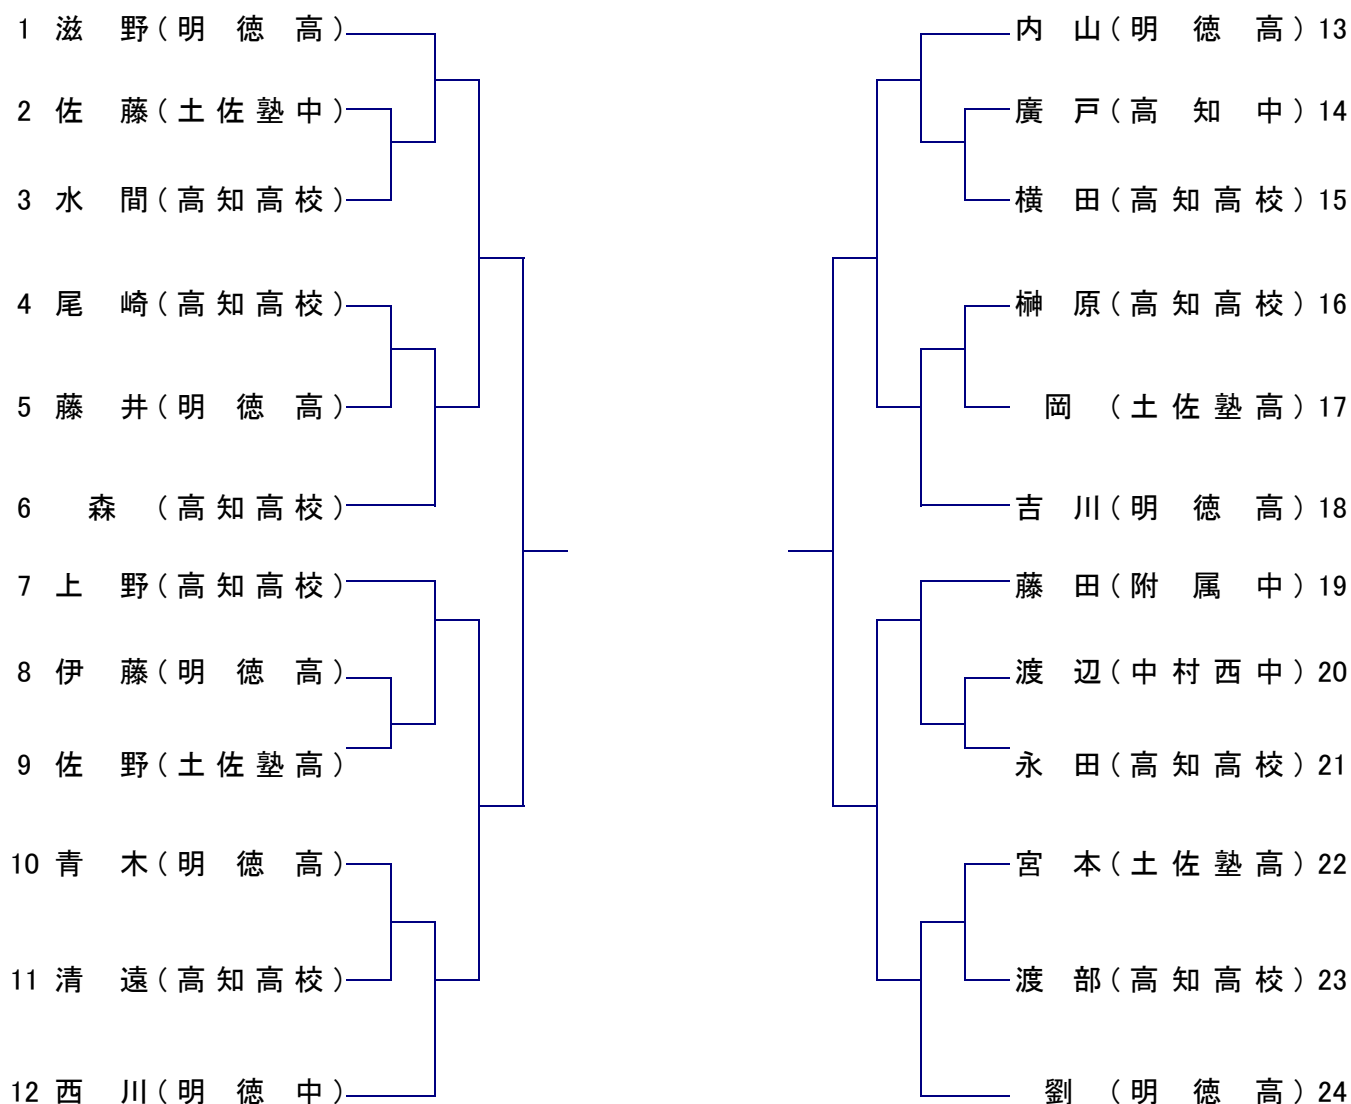 1 滋 野(明 徳 高)
2 佐 藤(土佐塾中)
3 水 間(高知高校)
4 尾 崎(高知高校)
5 藤 井(明 徳 高)
6 森 (高知高校)
7 上 野(高知高校)
8 伊 藤(明 徳 高)
9 佐 野(土佐塾高)
10 青 木(明 徳 高)
11 清 遠(高知高校)
12 西 川(明 徳 中)
内 山(明 徳 高)13
廣 戸(高 知 中)14
横 田(高知高校)15
榊 原(高知高校)16
岡 (土佐塾高)17
吉 川(明 徳 高)18
藤 田(附 属 中)19
渡 辺(中村西中)20
永 田(高知高校)21
宮 本(土佐塾高)22
渡 部(高知高校)23
劉 (明 徳 高)24